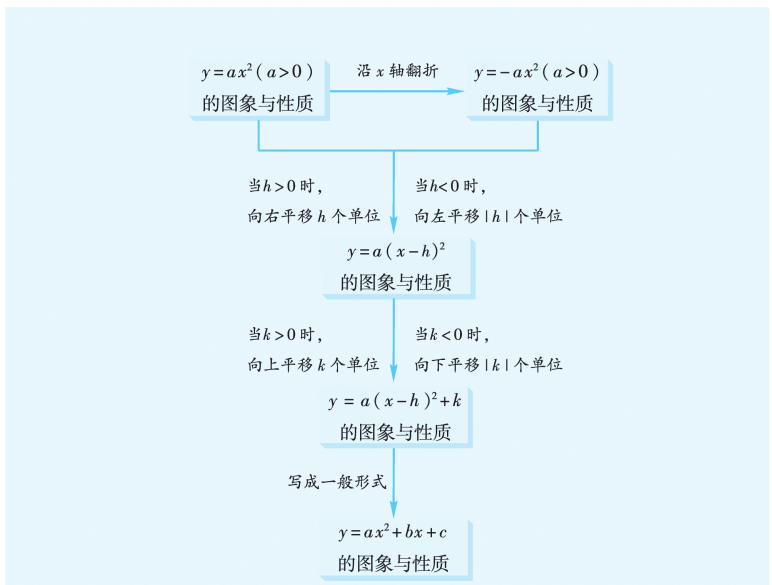 y=ax²(a>0)
的图象与性质
沿x轴翻折
y=-ax²(a>0)
的图象与性质
当h>0时，
向右平移h个单位
当h<0时，
向左平移|h|个单位
y=a(x-h)²
的图象与性质
当k>0时，
向上平移k个单位
当k<0时，
向下平移|k|个单位
y = a(x-h)²+k
的图象与性质
写成一般形式
y=ax²+bx+c
的图象与性质